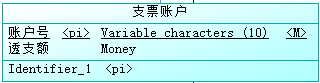 支票账户
账户号 <pi> Variable characters (10) <M>
透支额 Money
Identifier_1 <pi>